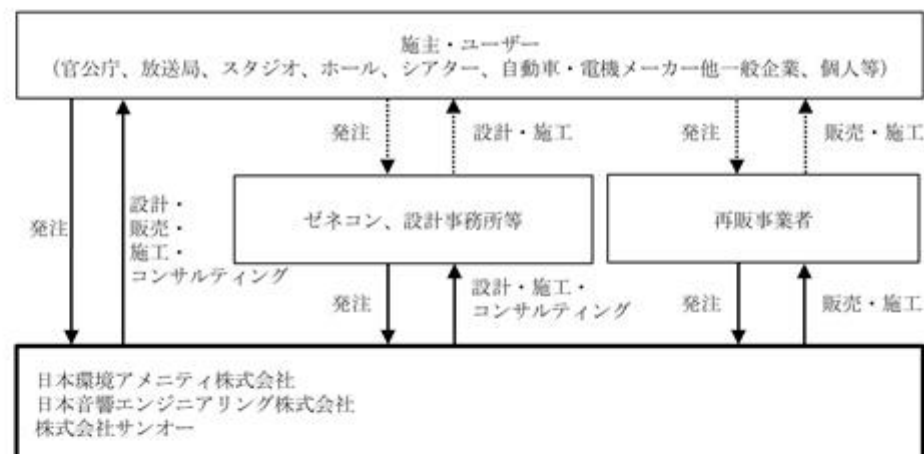 施主・ユーザー
(官公庁、放送局、スタジオ、ホール、シアター、自動車・電機メーカー他一般企業、個人等)
発注
設計・施工
発注
販売・施工
ゼネコン、設計事務所等
再販事業者
発注
設計・
販売・
施工・
コンサルティング
発注
設計・施工・
コンサルティング
発注
販売・施工
日本環境アメニティ株式会社
日本音響エンジニアリング株式会社
株式会社サンオー